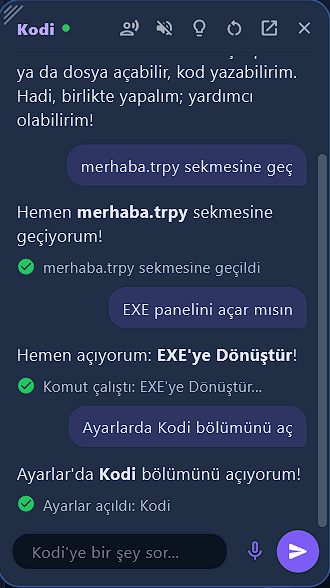 Kodi
ya da dosya açabilir, kod yazabilirim.
Hadi, birlikte yapalım; yardımcı
olabilirim!
merhaba.trpy sekmesine geç
Hemen merhaba.trpy sekmesine
geçiyorum!
merhaba.trpy sekmesine geçildi
EXE panelini açar mısın
Hemen açıyorum: EXE'ye Dönüştür!
Komut çalıştı: EXE'ye Dönüştür...
Ayarlarda Kodi bölümünü aç
Ayarlar'da Kodi bölümünü açıyorum!
Ayarlar açıldı: Kodi
Kodi'ye bir şey sor...